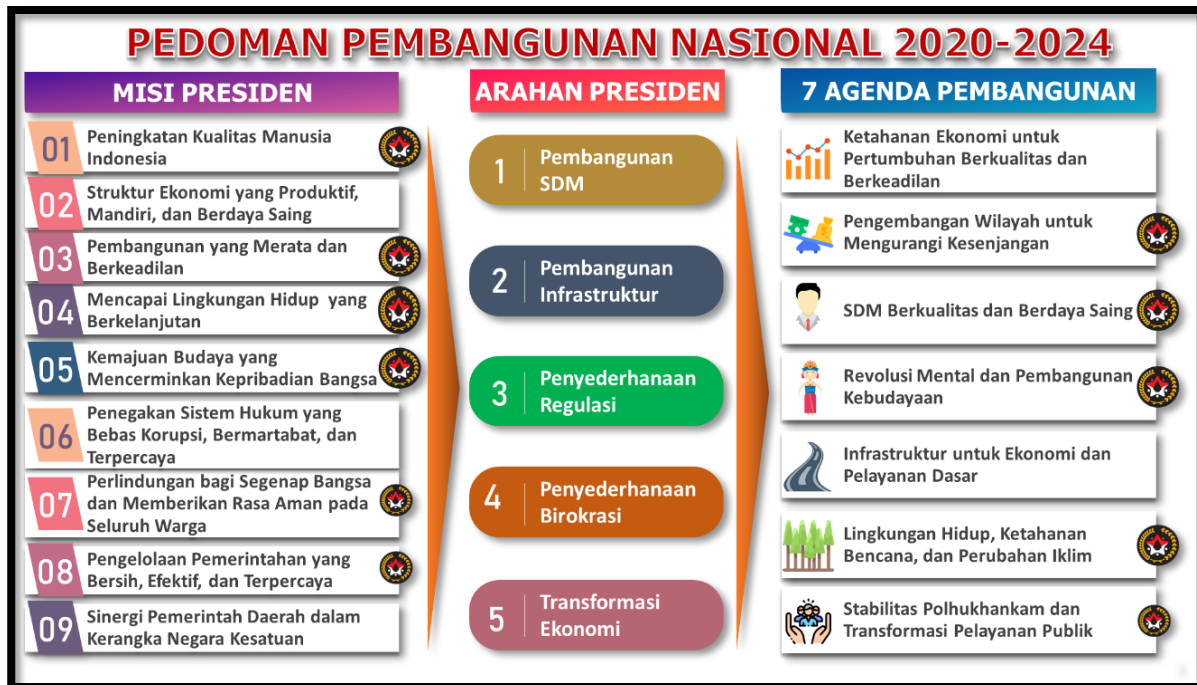 PEDOMAN PEMBANGUNAN NASIONAL 2020-2024
MISI PRESIDEN
01
Peningkatan Kualitas Manusia
Indonesia
02
Struktur Ekonomi yang Produktif,
Mandiri, dan Berdaya Saing
03
Pembangunan yang Merata dan
Berkeadilan
04
Mencapai Lingkungan Hidup yang
Berkelanjutan
05
Kemajuan Budaya yang
Mencerminkan Kepribadian Bangsa
06
Penegakan Sistem Hukum yang
Bebas Korupsi, Bermartabat, dan
Terpercaya
07
Perlindungan bagi Segenap Bangsa
dan Memberikan Rasa Aman pada
Seluruh Warga
08
Pengelolaan Pemerintahan yang
Bersih, Efektif, dan Terpercaya
09
Sinergi Pemerintah Daerah dalam
Kerangka Negara Kesatuan
ARAHAN PRESIDEN
1
Pembangunan
SDM
2
Pembangunan
Infrastruktur
3
Penyederhanaan
Regulasi
4
Penyederhanaan
Birokrasi
5
Transformasi
Ekonomi
7 AGENDA PEMBANGUNAN
Ketahanan Ekonomi untuk
Pertumbuhan Berkualitas dan
Berkeadilan
Pengembangan Wilayah untuk
Mengurangi Kesenjangan
SDM Berkualitas dan Berdaya Saing
Revolusi Mental dan Pembangunan
Kebudayaan
Infrastruktur untuk Ekonomi dan
Pelayanan Dasar
Lingkungan Hidup, Ketahanan
Bencana, dan Perubahan Iklim
Stabilitas Polhukhankam dan
Transformasi Pelayanan Publik